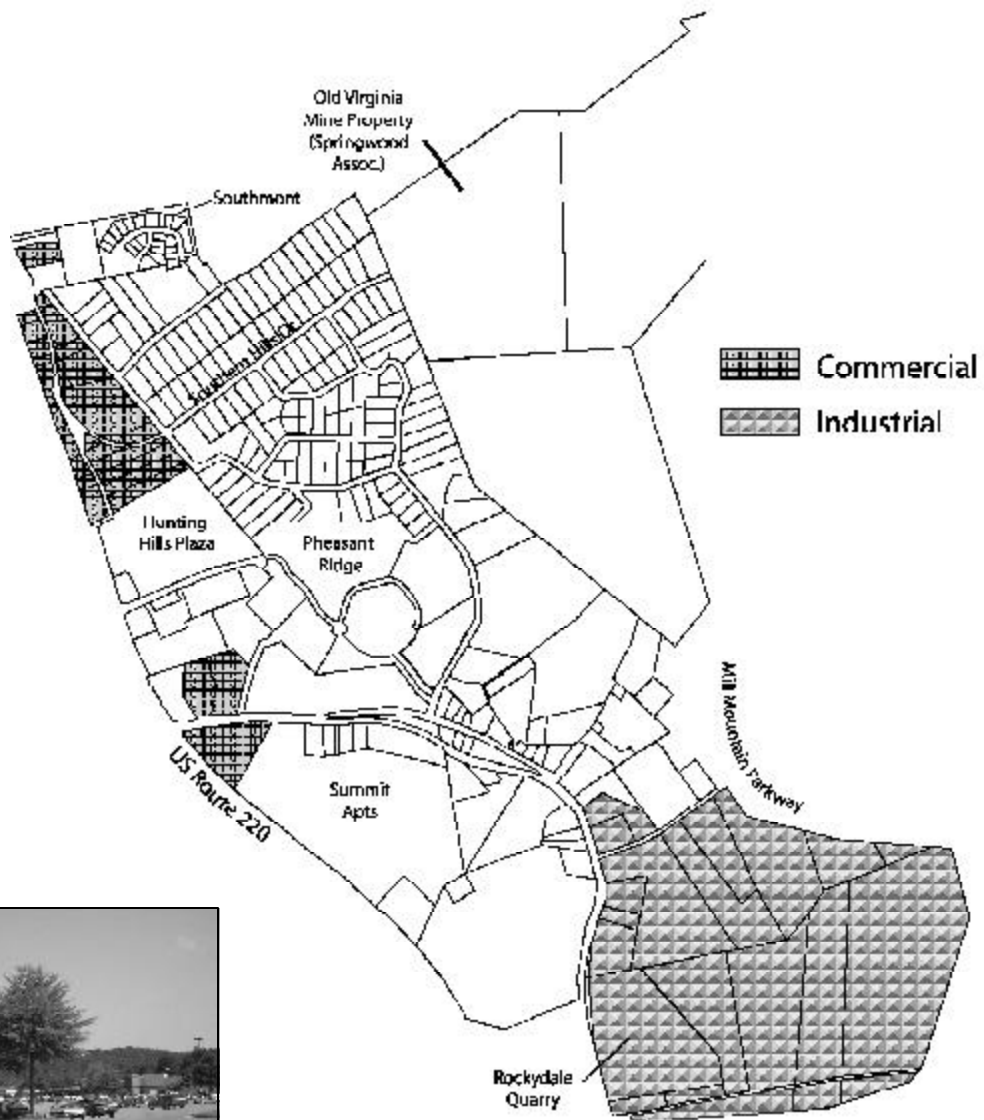 Old Virginia
Mine Property
(Springwood
Assoc.)
Southmont
Southern Hills Dr.
Commercial
Industrial
Hunting
Hills Plaza
Pheasant
Ridge
Mill Mountain Parkway
US Route 220
Summit
Apts
Rockydale
Quarry